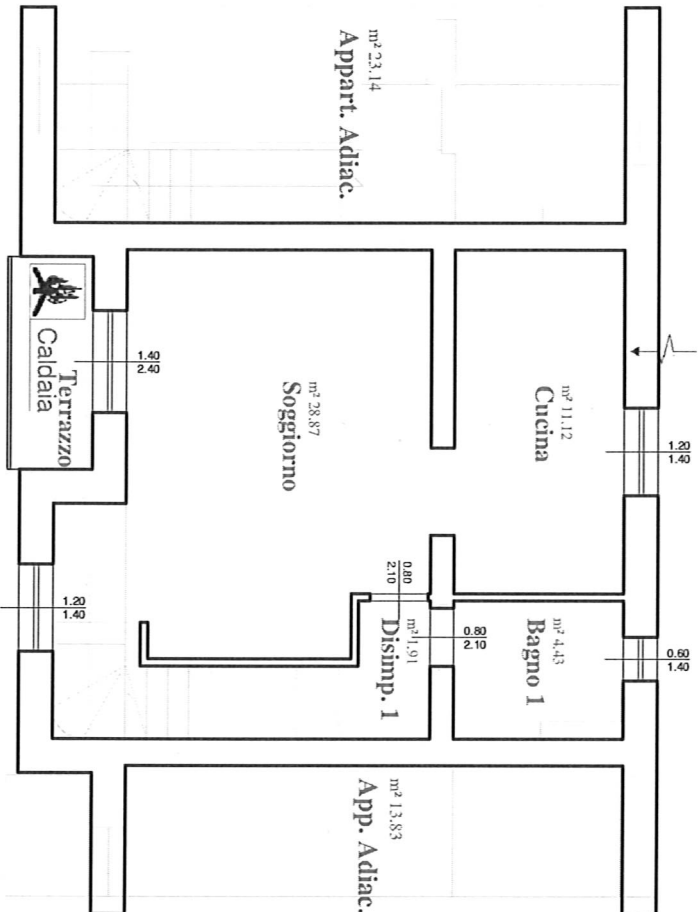 m² 23.14
Appart. Adiac.
m² 11.12
Cucina
1.20
1.40
m² 28.87
Soggiorno
1.40
2.40
Terrazzo
Caldaia
0.80
2.10
m² 1.91
Disimp. 1
0.80
2.10
m² 4.43
Bagno 1
0.60
1.40
1.20
1.40
m² 13.83
App. Adiac.